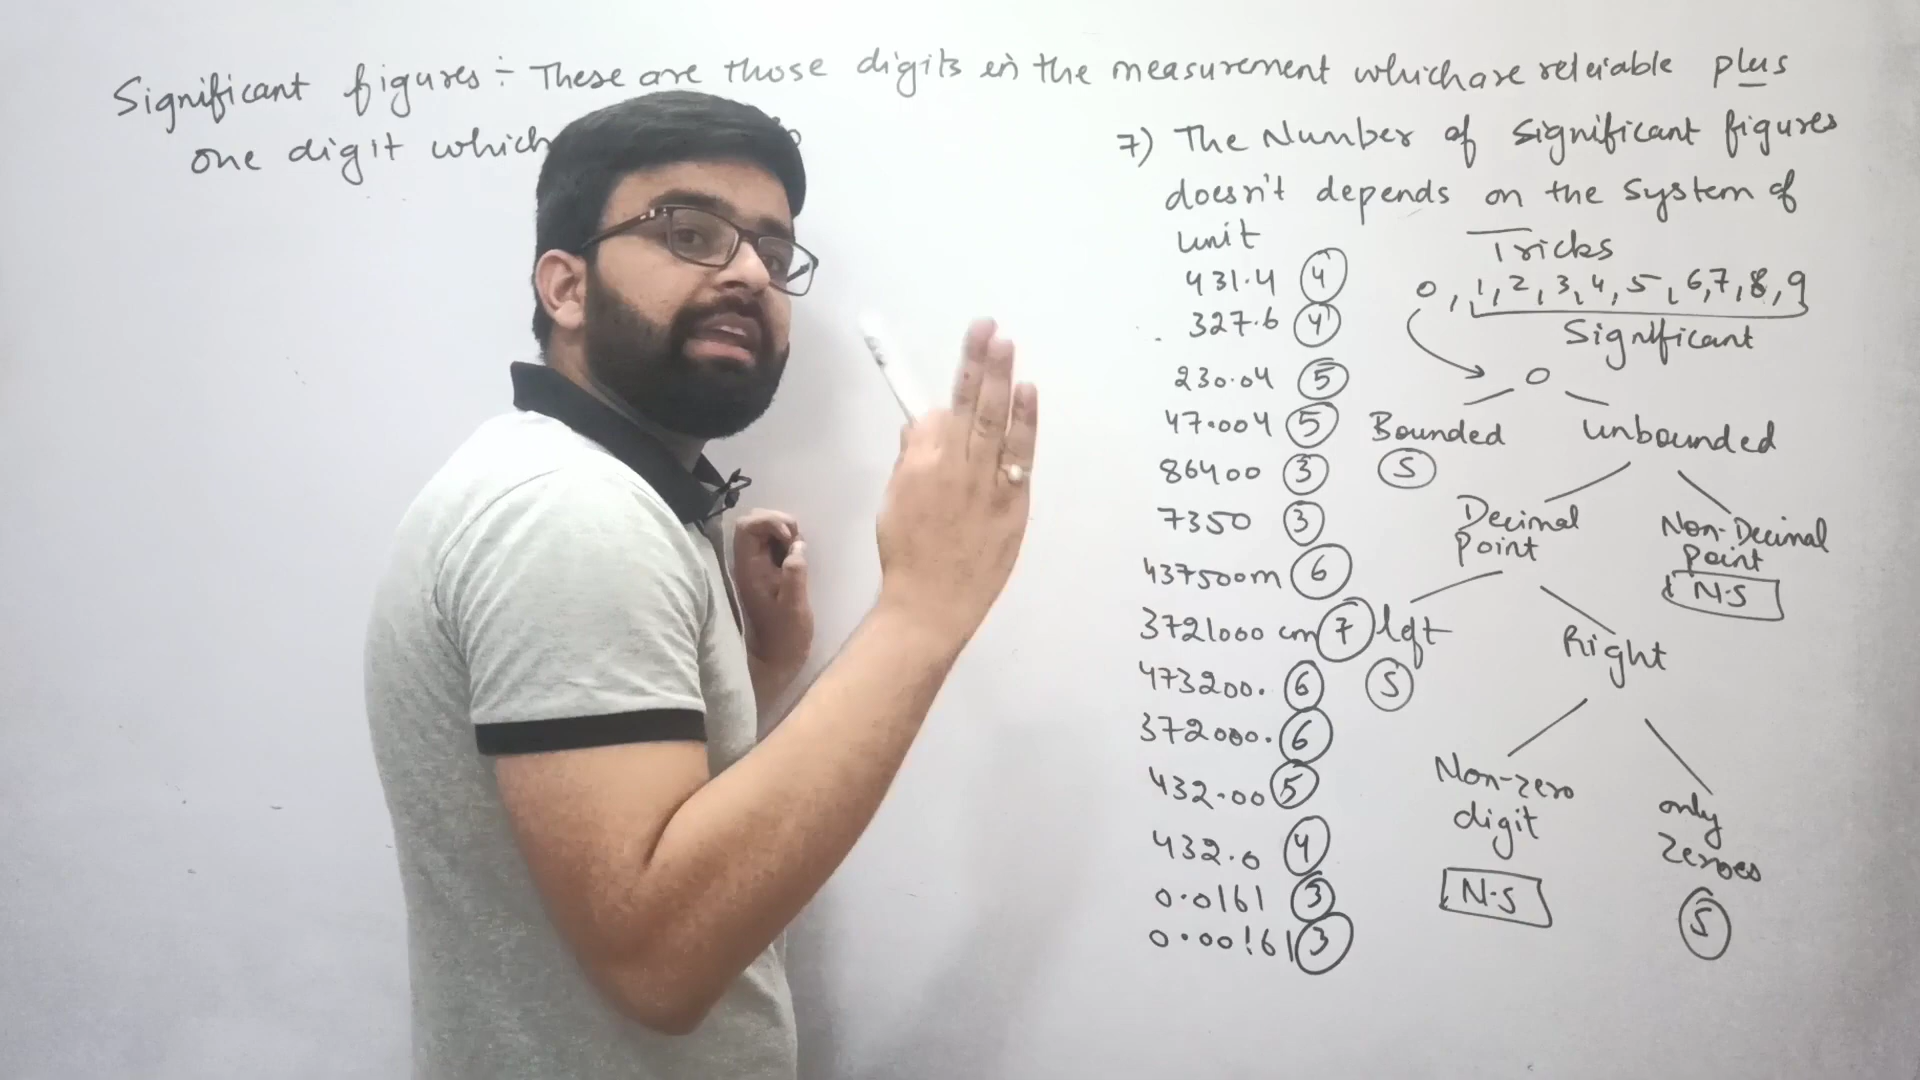 Significant figures :- These are those digits in the measurement which are releiable plus
one digit which
7) The Number of significant figures
doesn't depends on the system of
unit
Tricks
431.4 4
327.6 4
230.04 5
47.004 5
86400 3
7350 3
437500m 6
3721000 cm 7
473200. 6
372000. 6
432.00 5
432.0 4
0.0161 3
0.00161 3
0, 1, 2, 3, 4, 5, 6, 7, 8, 9
Significant
0
Bounded unbounded
S
Decimal
point
Non-Decimal
point
N.S
left Right
S
Non-zero
digit
N.S
only
zeroes
S